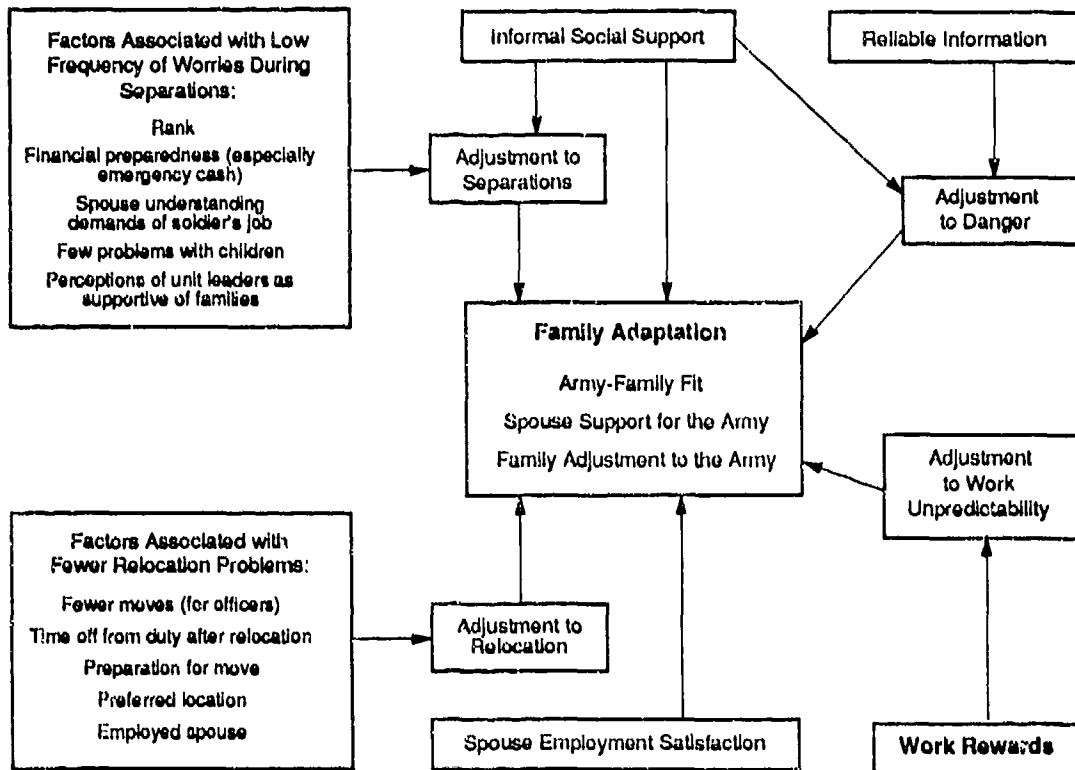 Factors Associated with Low
Frequency of Worries During
Separations:
Rank
Financial preparedness (especially
emergency cash)
Spouse understanding
demands of soldier's job
Few problems with children
Perceptions of unit leaders as
supportive of families
Informal Social Support
Reliable Information
Adjustment to
Separations
Adjustment
to Danger
Family Adaptation
Army-Family Fit
Spouse Support for the Army
Family Adjustment to the Army
Adjustment
to Work
Unpredictability
Factors Associated with
Fewer Relocation Problems:
Fewer moves (for officers)
Time off from duty after relocation
Preparation for move
Preferred location
Employed spouse
Adjustment to
Relocation
Spouse Employment Satisfaction
Work Rewards